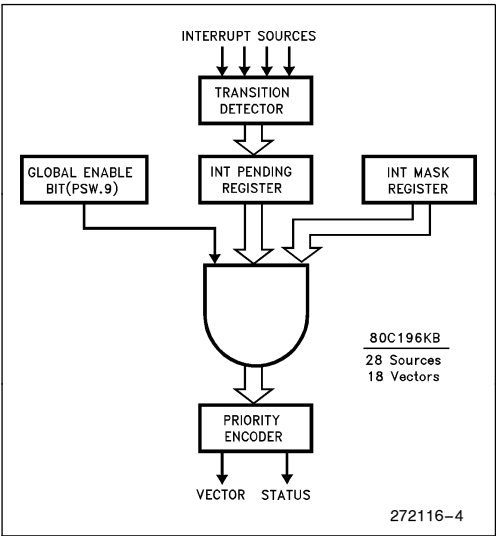 INTERRUPT SOURCES
TRANSITION
DETECTOR
GLOBAL ENABLE
BIT(PSW.9)
INT PENDING
REGISTER
INT MASK
REGISTER
80C196KB
28 Sources
18 Vectors
PRIORITY
ENCODER
VECTOR
STATUS
272116-4